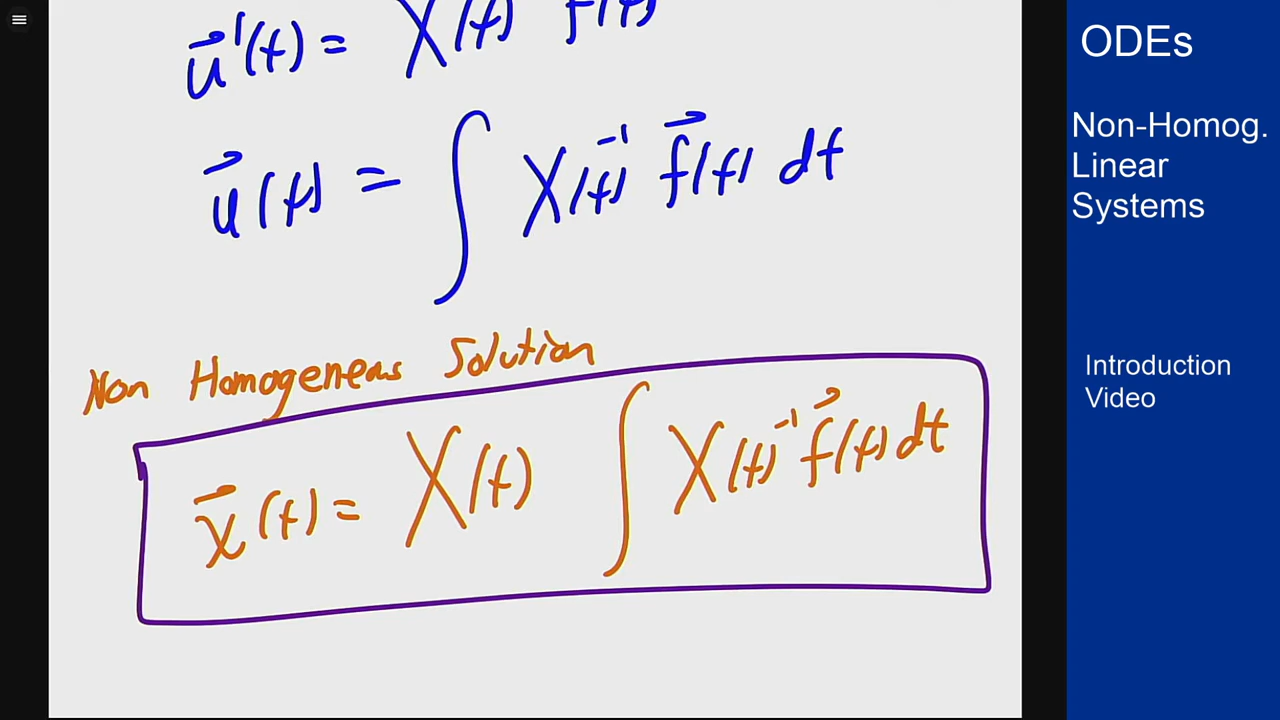 u⃗'(t) = X(t) f(t)
u⃗(t) = ∫ X(t)⁻¹ f⃗(t) dt
Non Homogeneous Solution
x⃗(t) = X(t) ∫ X(t)⁻¹ f⃗(t) dt
ODEs
Non-Homog.
Linear
Systems
Introduction
Video